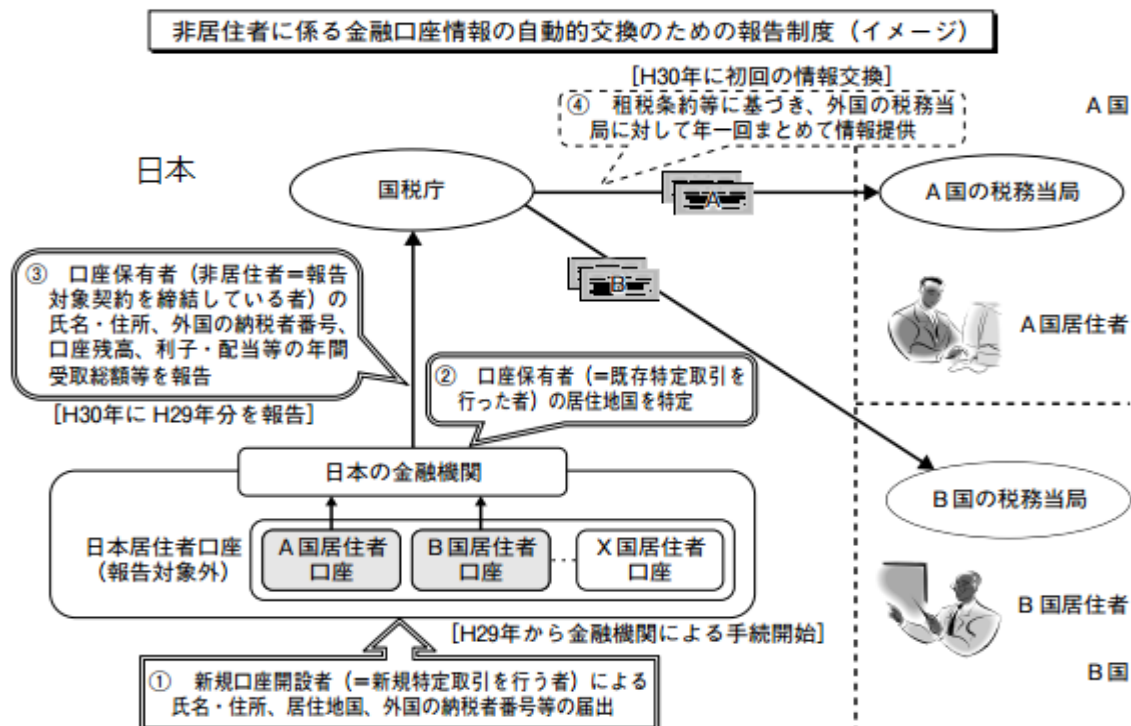 非居住者に係る金融口座情報の自動的交換のための報告制度（イメージ）
[H30年に初回の情報交換]
④　租税条約等に基づき、外国の税務当
局に対して年一回まとめて情報提供
A国
日本
国税庁
A
A国の税務当局
B
③　口座保有者（非居住者＝報告
対象契約を締結している者）の
氏名・住所、外国の納税者番号、
口座残高、利子・配当等の年間
受取総額等を報告
[H30年に H29年分を報告]
A国居住者
②　口座保有者（＝既存特定取引を
行った者）の居住地国を特定
日本の金融機関
B国の税務当局
日本居住者口座
（報告対象外）
A国居住者
口座
B国居住者
口座
X国居住者
口座
B国居住者
[H29年から金融機関による手続開始]
①　新規口座開設者（＝新規特定取引を行う者）による
氏名・住所、居住地国、外国の納税者番号等の届出
B国